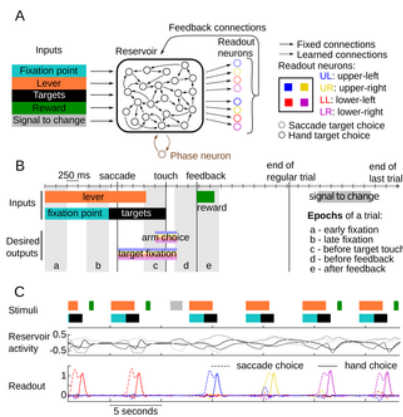 A
Feedback connections
Inputs
Reservoir
Readout neurons
Fixed connections
Learned connections
Fixation point
Lever
Targets
Reward
Signal to change
Readout neurons:
UL: upper-left
UR: upper-right
LL: lower-left
LR: lower-right
Saccade target choice
Hand target choice
Phase neuron
B
250 ms
saccade
touch
feedback
end of regular trial
end of last trial
Inputs
lever
fixation point
targets
reward
signal to change
Desired outputs
arm choice
target fixation
a
b
c
d
e
Epochs of a trial:
a - early fixation
b - late fixation
c - before target touch
d - before feedback
e - after feedback
C
Stimuli
Reservoir activity
0.5
-0.5
saccade choice
hand choice
Readout
1
0
5 seconds